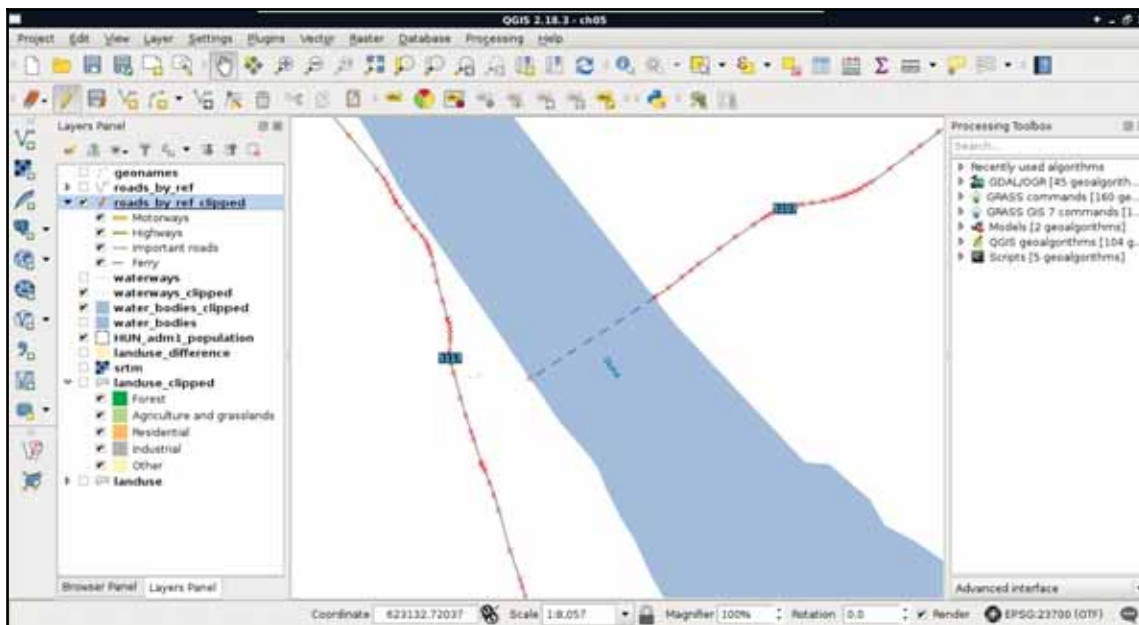 QGIS 2.18.3 - ch05
Project Edit View Layer Settings Plugins Vector Raster Database Processing Help
Layers Panel
geonames
roads_by_ref
roads_by_ref_clipped
Motorways
Highways
Important roads
Ferry
waterways
waterways_clipped
water_bodies_clipped
water_bodies
HUN_adm1_population
landuse_difference
srtm
landuse_clipped
Forest
Agriculture and grasslands
Residential
Industrial
Other
landuse
Browser Panel Layers Panel
Processing Toolbox
Search...
Recently used algorithms
GDAL/OGR [45 geoalgorith...
GRASS commands [160 ge...
GRASS GIS 7 commands [1...
Models [2 geoalgorithms]
QGIS geoalgorithms [104 g...
Scripts [5 geoalgorithms]
Advanced interface
Coordinate 623132.72037 Scale 1:8,057 Magnifier 100% Rotation 0.0 Render EPSG:23700 (OTF)